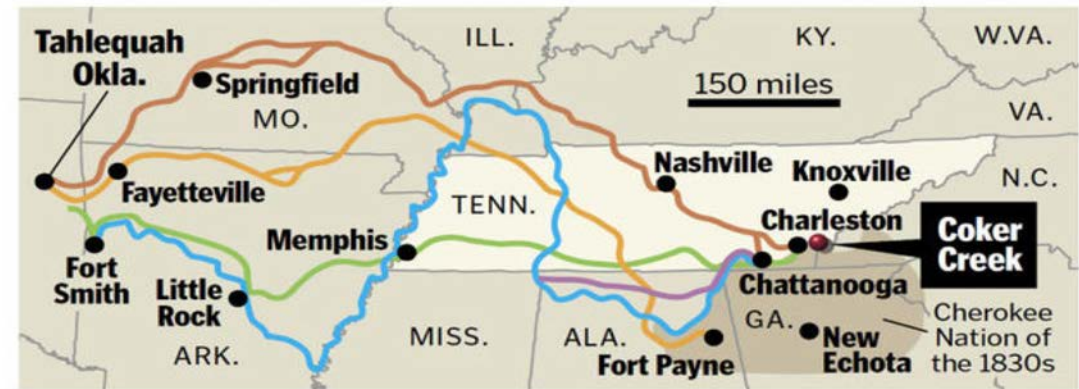 Tahlequah
Okla.
Springfield
MO.
ILL.
KY.
W.VA.
150 miles
VA.
Fayetteville
Nashville
Knoxville
N.C.
TENN.
Charleston
Coker
Creek
Memphis
Fort
Smith
Little
Rock
Chattanooga
ARK.
MISS.
ALA.
GA.
Fort Payne
New
Echota
Cherokee
Nation of
the 1830s